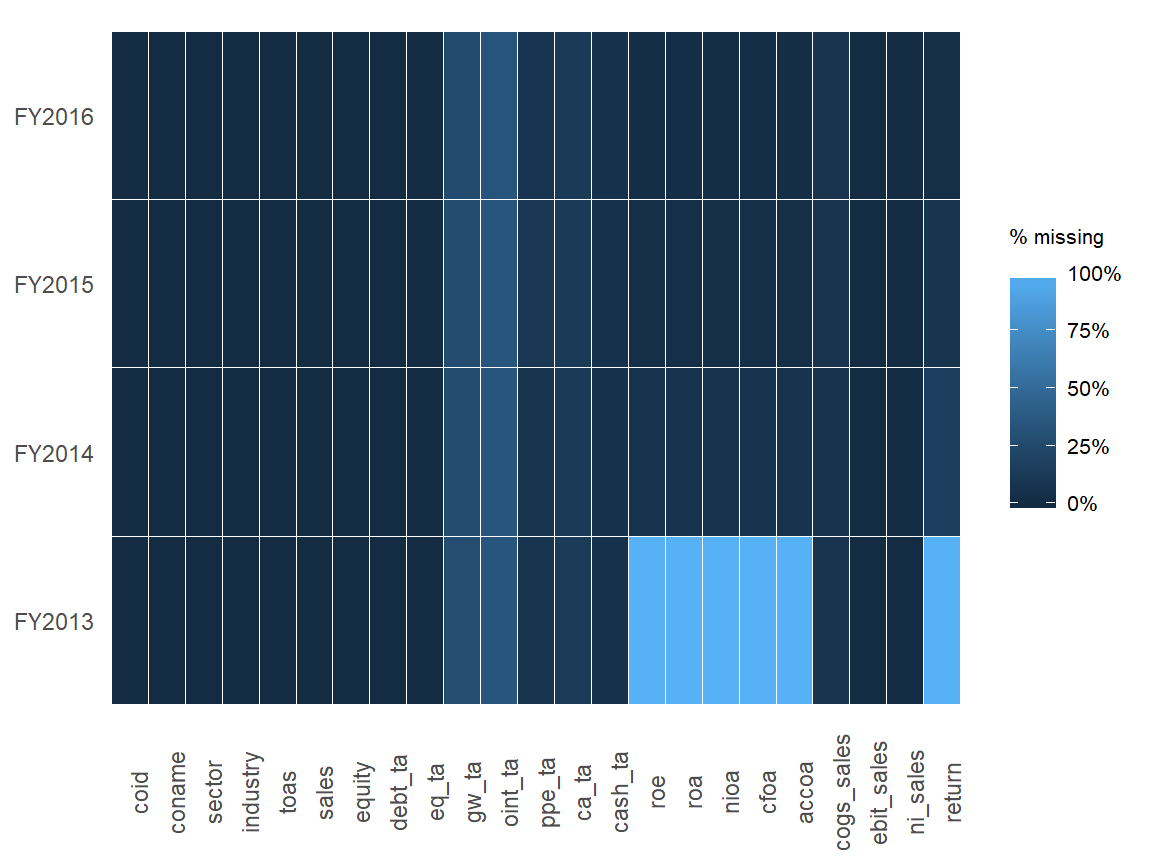 FY2016
FY2015
FY2014
FY2013
% missing
100%
75%
50%
25%
0%
coid
coname
sector
industry
toas
sales
equity
debt_ta
eq_ta
gw_ta
oint_ta
ppe_ta
ca_ta
cash_ta
roe
roa
nioa
cfoa
accoa
cogs_sales
ebit_sales
ni_sales
return